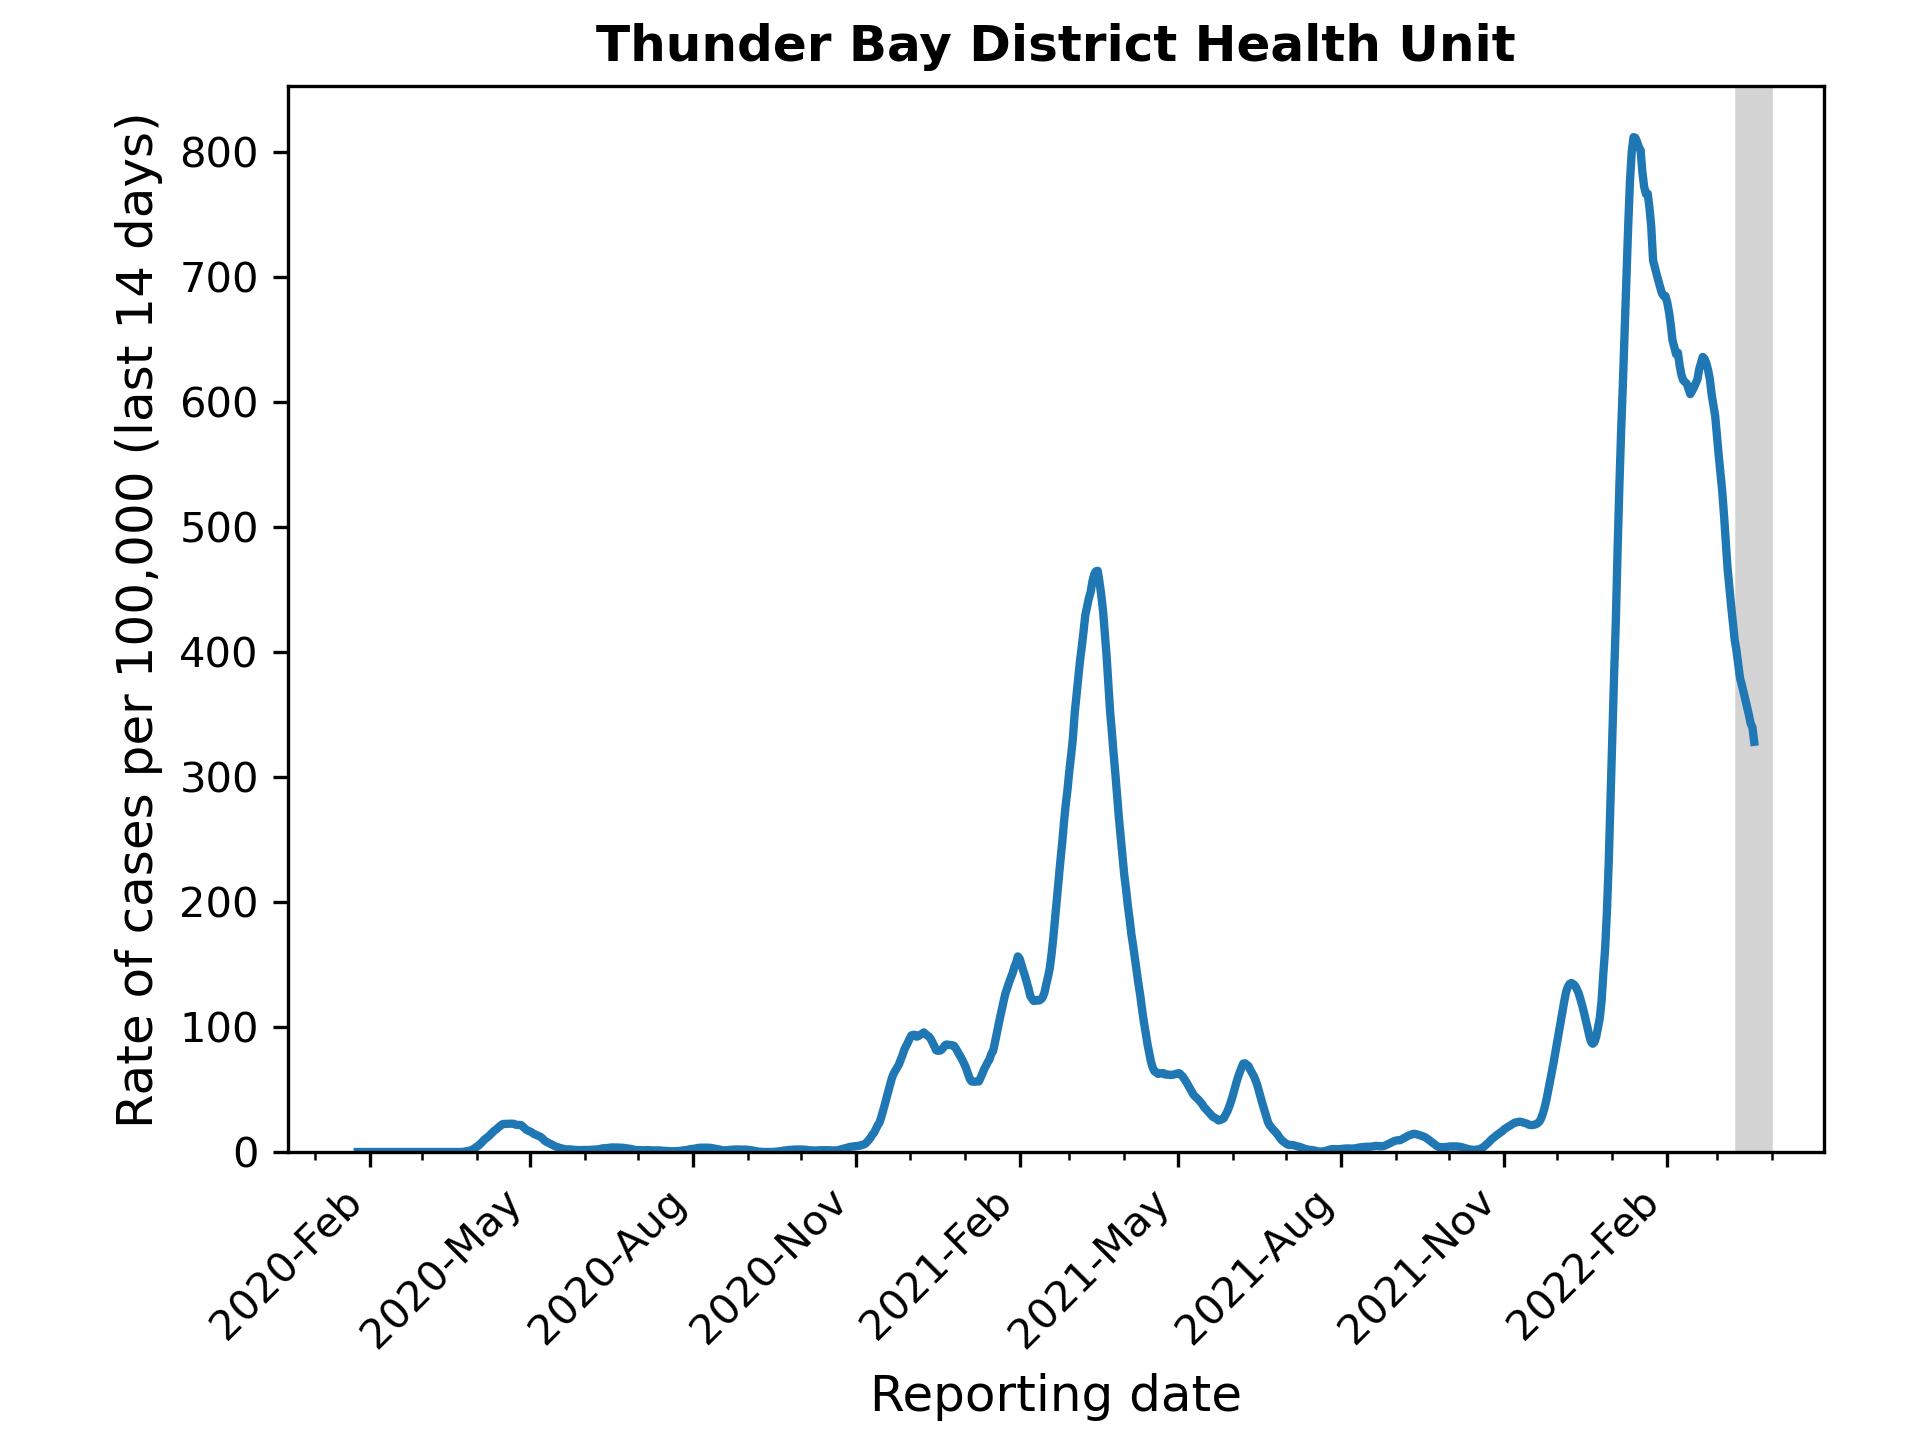 Thunder Bay District Health Unit
Rate of cases per 100,000 (last 14 days)
800
700
600
500
400
300
200
100
0
2020-Feb
2020-May
2020-Aug
2020-Nov
2021-Feb
2021-May
2021-Aug
2021-Nov
2022-Feb
Reporting date